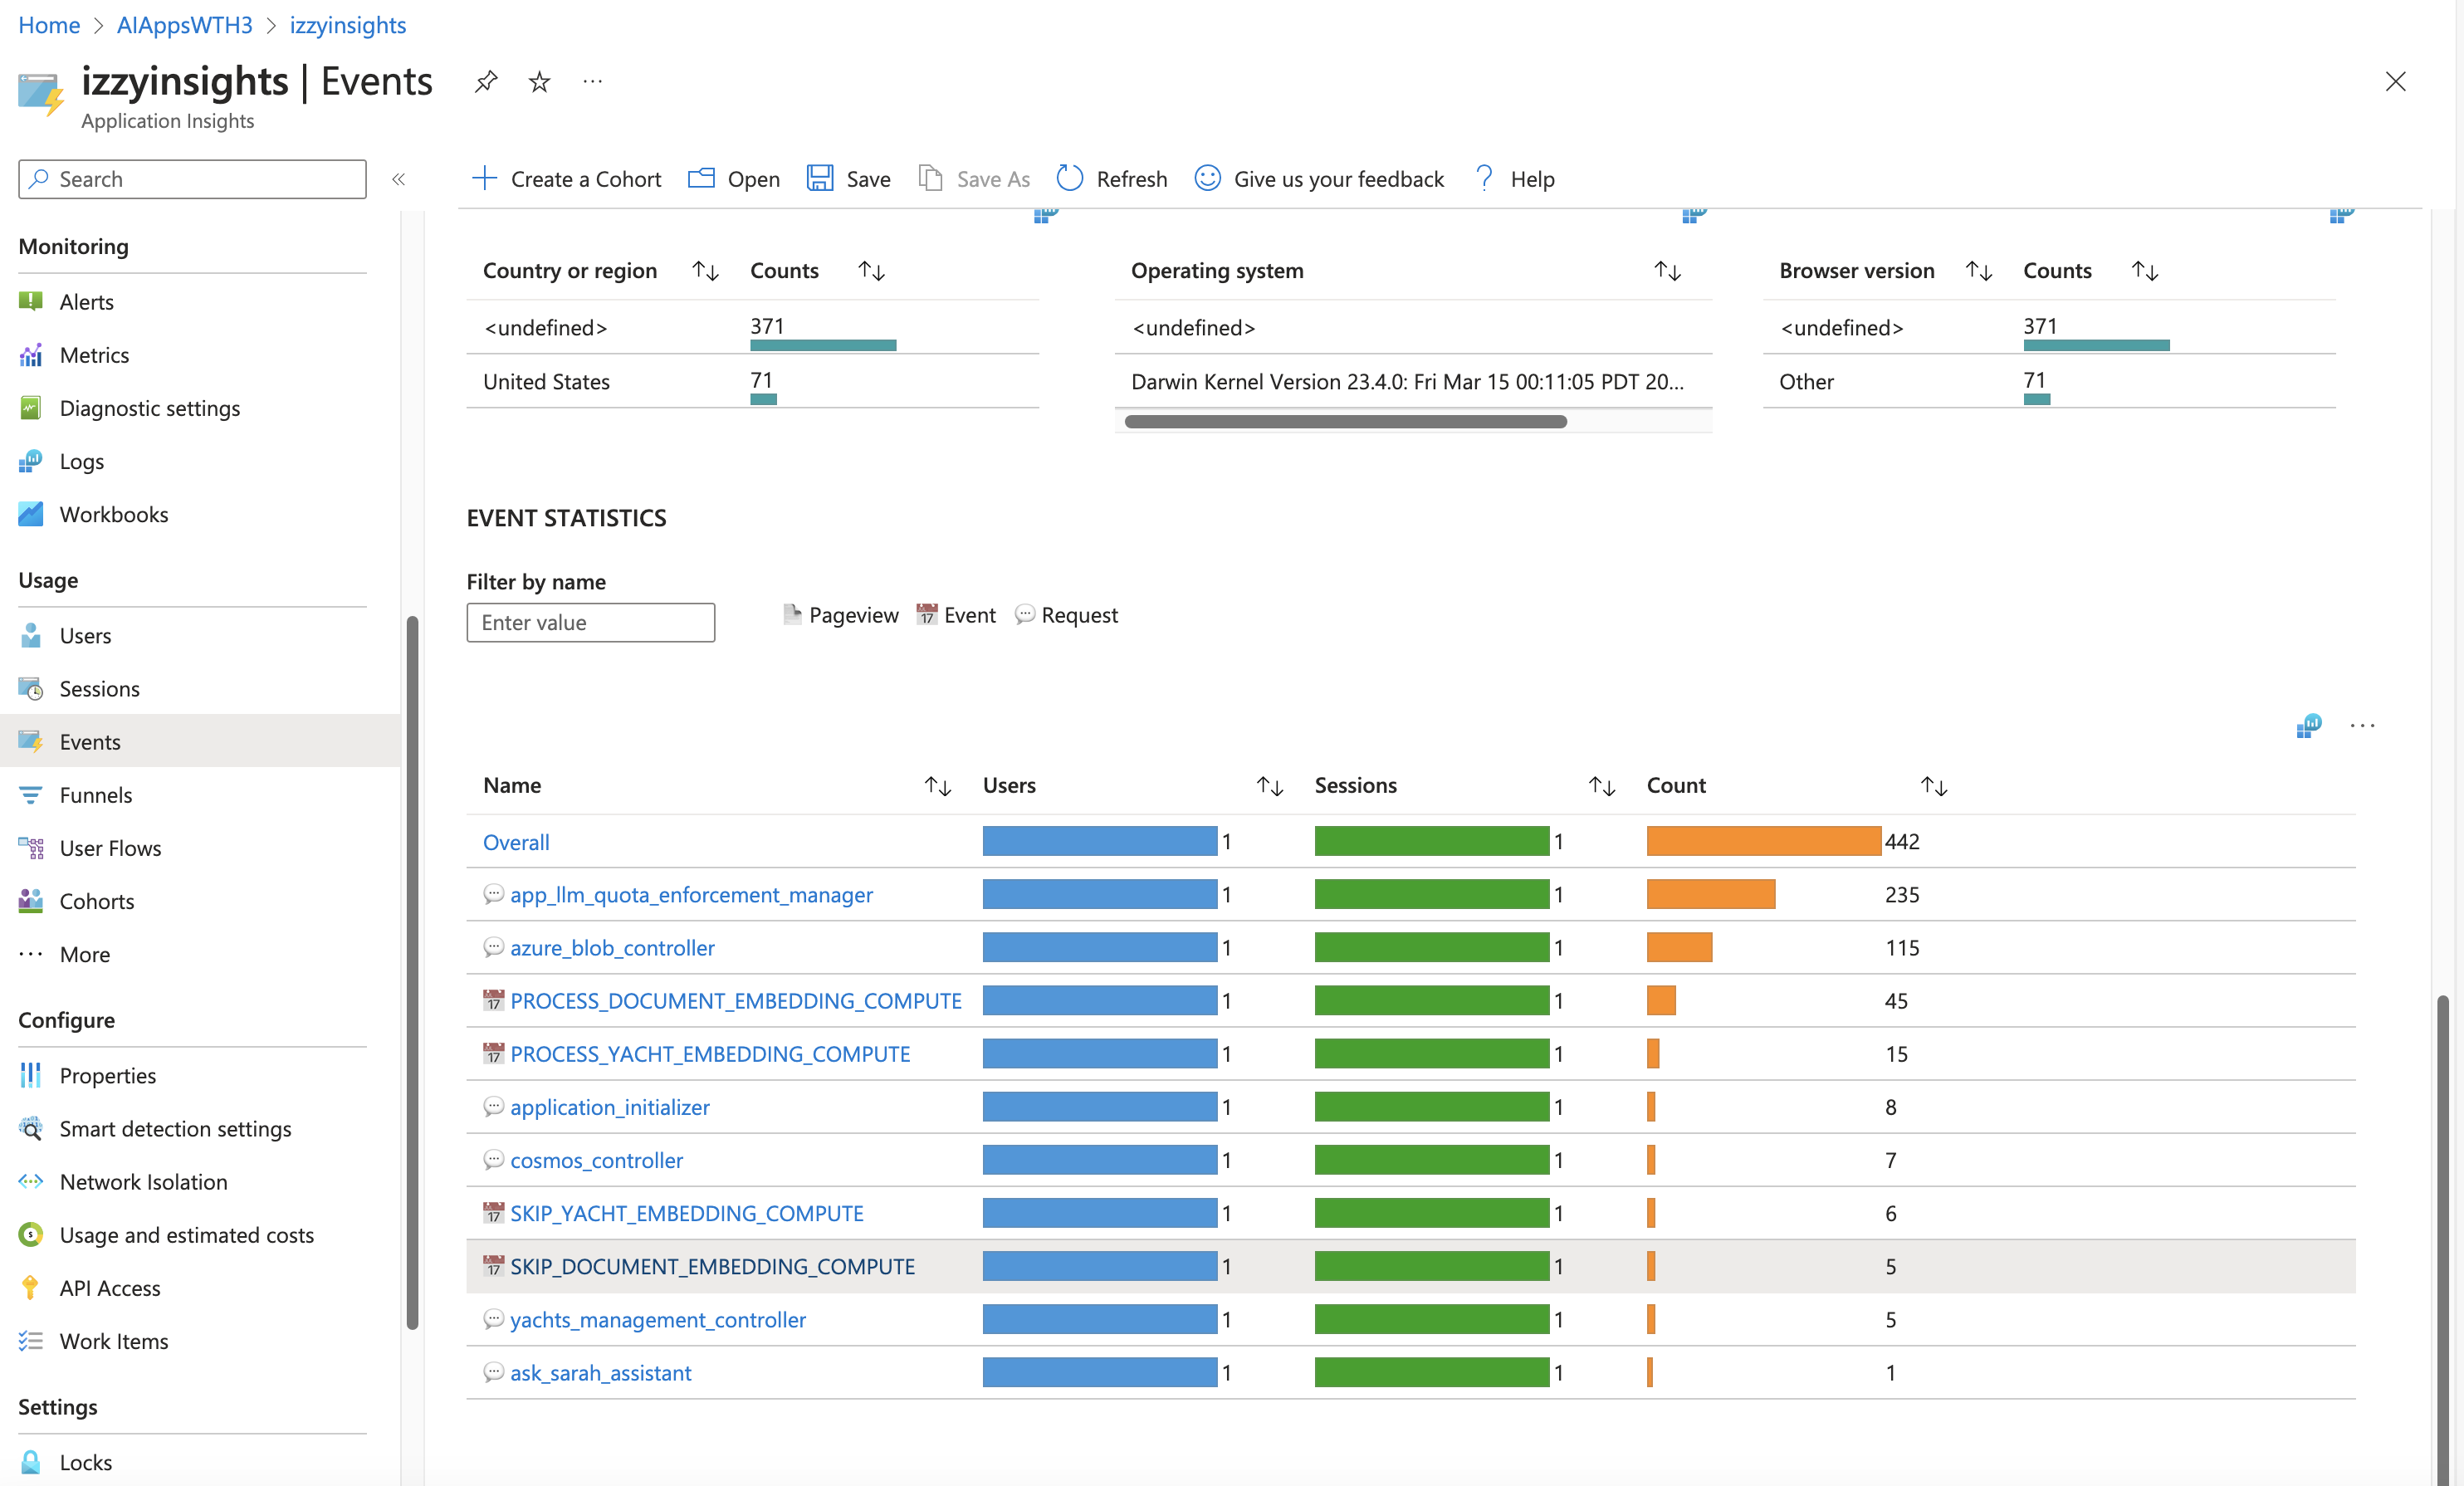 Home > AIAppsWTH3 > izzyinsights
izzyinsights | Events
Application Insights
Search
Create a Cohort Open Save Save As Refresh Give us your feedback Help
Monitoring
Alerts
Metrics
Diagnostic settings
Logs
Workbooks
Usage
Users
Sessions
Events
Funnels
User Flows
Cohorts
More
Configure
Properties
Smart detection settings
Network Isolation
Usage and estimated costs
API Access
Work Items
Settings
Locks
Country or region Counts
<undefined> 371
United States 71
Operating system
<undefined>
Darwin Kernel Version 23.4.0: Fri Mar 15 00:11:05 PDT 20...
Browser version Counts
<undefined> 371
Other 71
EVENT STATISTICS
Filter by name
Enter value
Pageview 17 Event Request
Name Users Sessions Count
Overall 1 1 442
app_llm_quota_enforcement_manager 1 1 235
azure_blob_controller 1 1 115
17 PROCESS_DOCUMENT_EMBEDDING_COMPUTE 1 1 45
17 PROCESS_YACHT_EMBEDDING_COMPUTE 1 1 15
application_initializer 1 1 8
cosmos_controller 1 1 7
17 SKIP_YACHT_EMBEDDING_COMPUTE 1 1 6
17 SKIP_DOCUMENT_EMBEDDING_COMPUTE 1 1 5
yachts_management_controller 1 1 5
ask_sarah_assistant 1 1 1